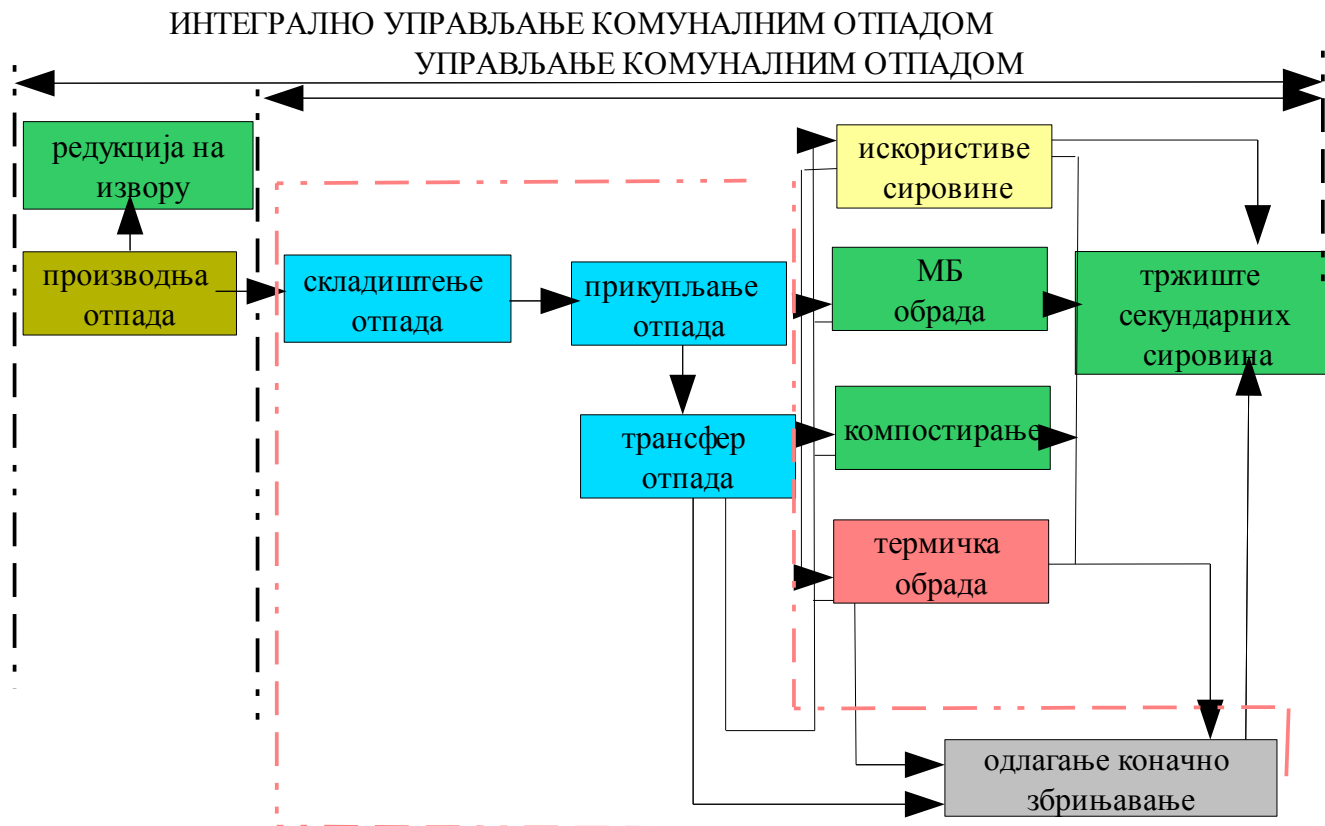 ИНТЕГРАЛНО УПРАВЉАЊЕ КОМУНАЛНИМ ОТПАДОМ
УПРАВЉАЊЕ КОМУНАЛНИМ ОТПАДОМ
редукција на
извору
производња
отпада
складиштење
отпада
прикупљање
отпада
трансфер
отпада
искористиве
сировине
МБ
обрада
компостирање
термичка
обрада
тржиште
секундарних
сировина
одлагање коначно
збрињавање